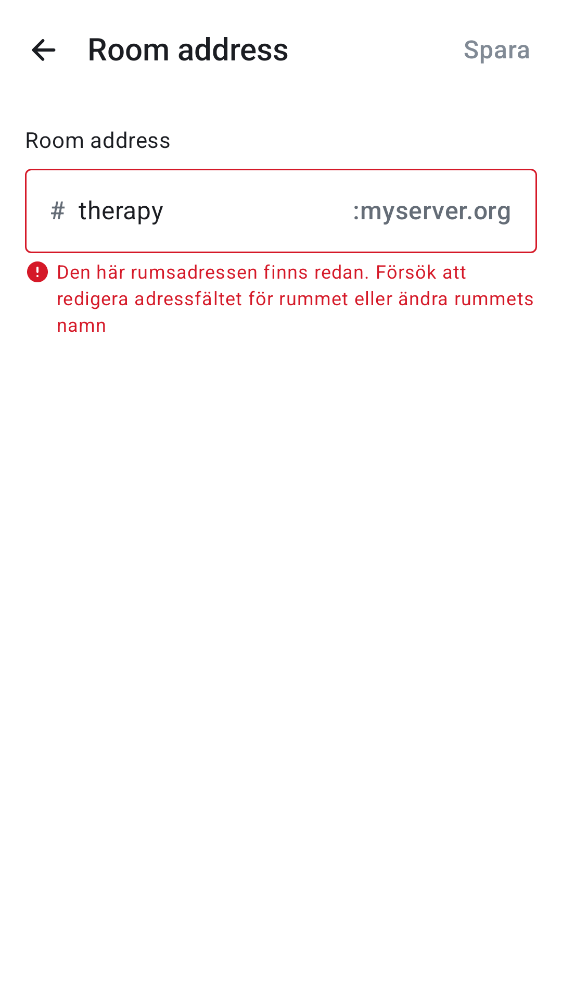 Room address Spara
Room address
# therapy :myserver.org
Den här rumsadressen finns redan. Försök att
redigera adressfältet för rummet eller ändra rummets
namn